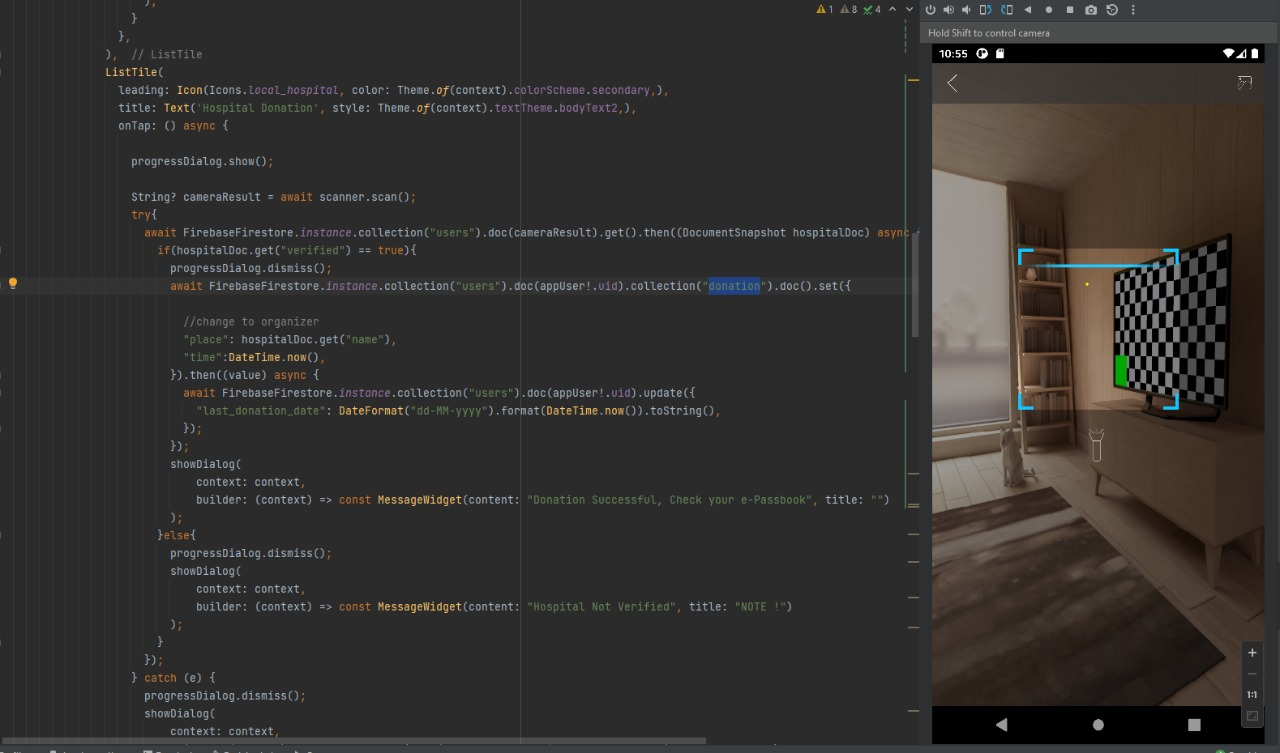 );
}
},
),  // ListTile
ListTile(
leading: Icon(Icons.local_hospital, color: Theme.of(context).colorScheme.secondary,),
title: Text('Hospital Donation', style: Theme.of(context).textTheme.bodyText2,),
onTap: () async {
progressDialog.show();
String? cameraResult = await scanner.scan();
try{
await FirebaseFirestore.instance.collection("users").doc(cameraResult).get().then((DocumentSnapshot hospitalDoc) async
if(hospitalDoc.get("verified") == true){
progressDialog.dismiss();
await FirebaseFirestore.instance.collection("users").doc(appUser!.uid).collection("donation").doc().set({
//change to organizer
"place": hospitalDoc.get("name"),
"time":DateTime.now(),
}).then((value) async {
await FirebaseFirestore.instance.collection("users").doc(appUser!.uid).update({
"last_donation_date": DateFormat("dd-MM-yyyy").format(DateTime.now()).toString(),
});
});
showDialog(
context: context,
builder: (context) => const MessageWidget(content: "Donation Successful, Check your e-Passbook", title: "")
);
}else{
progressDialog.dismiss();
showDialog(
context: context,
builder: (context) => const MessageWidget(content: "Hospital Not Verified", title: "NOTE !")
);
}
});
} catch (e) {
progressDialog.dismiss();
showDialog(
context: context,
1 8 4
Hold Shift to control camera
10:55
1:1